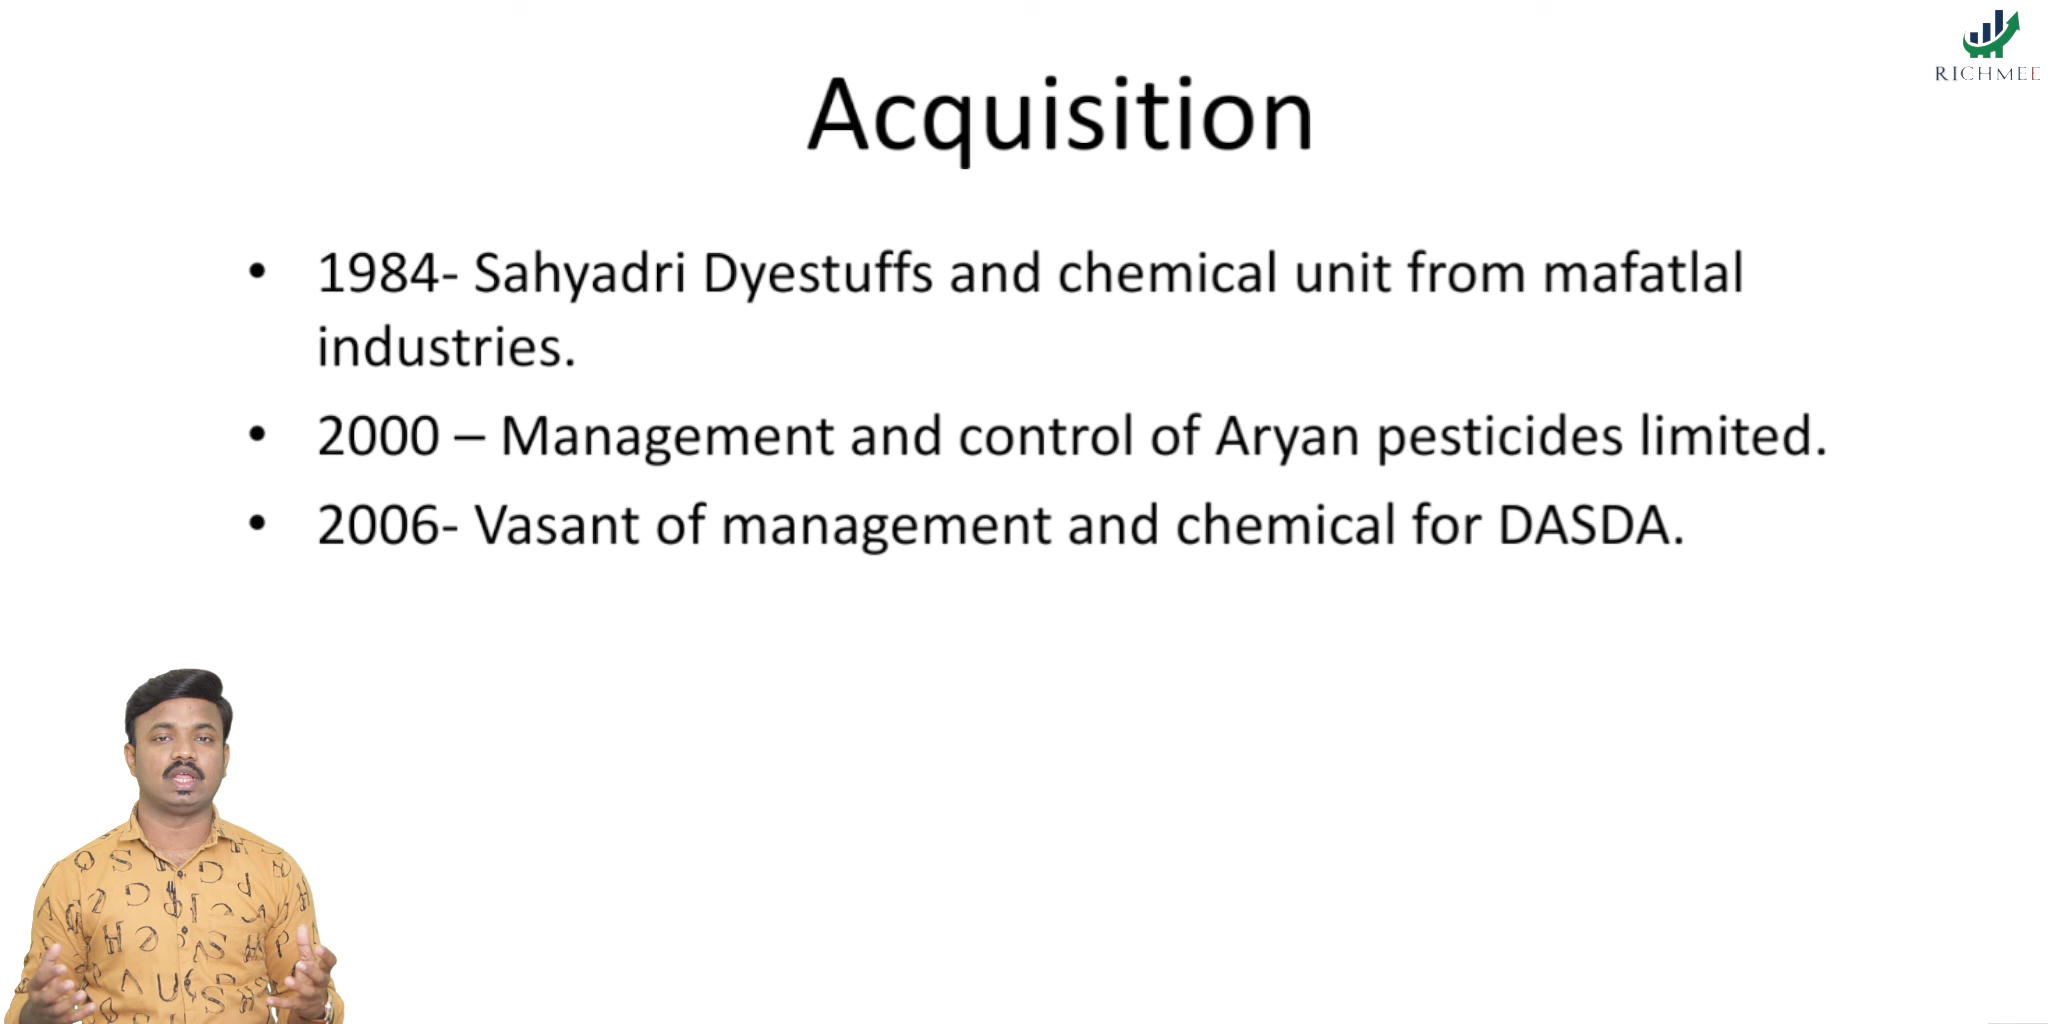 RICHMEE
Acquisition
• 1984- Sahyadri Dyestuffs and chemical unit from mafatlal
industries.
• 2000 – Management and control of Aryan pesticides limited.
• 2006- Vasant of management and chemical for DASDA.